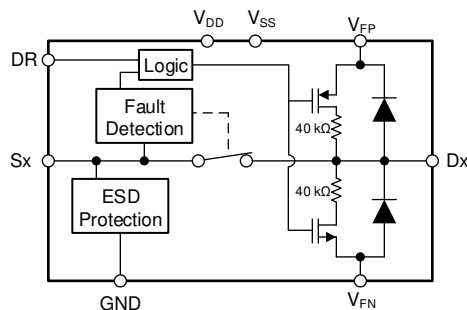 VDD
VSS
VFP
DR
Logic
Fault
Detection
40 kΩ
Sx
Dx
40 kΩ
ESD
Protection
GND
VFN